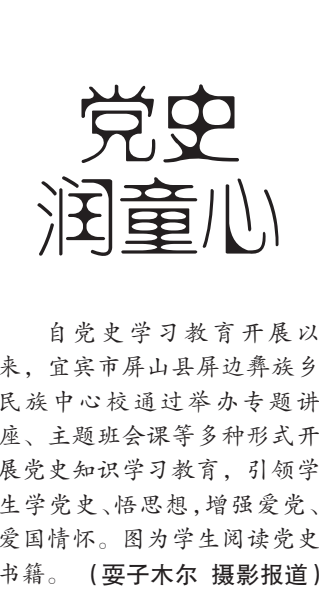 党史
润童心
自党史学习教育开展以
来，宜宾市屏山县屏边彝族乡
民族中心校通过举办专题讲
座、主题班会课等多种形式开
展党史知识学习教育，引领学
生学党史、悟思想，增强爱党、
爱国情怀。图为学生阅读党史
书籍。（耍子木尔 摄影报道）